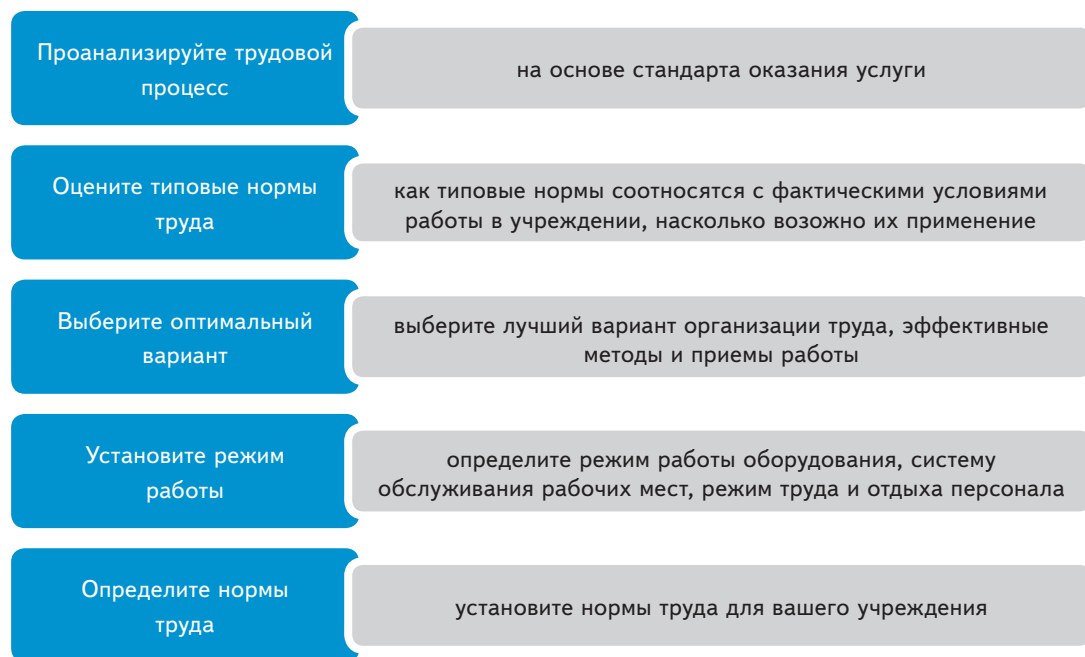 Проанализируйте трудовой
процесс
на основе стандарта оказания услуги
Оцените типовые нормы
труда
как типовые нормы соотносятся с фактическими условиями
работы в учреждении, насколько возожно их применение
Выберите оптимальный
вариант
выберите лучший вариант организации труда, эффективные
методы и приемы работы
Установите режим
работы
определите режим работы оборудования, систему
обслуживания рабочих мест, режим труда и отдыха персонала
Определите нормы
труда
установите нормы труда для вашего учреждения